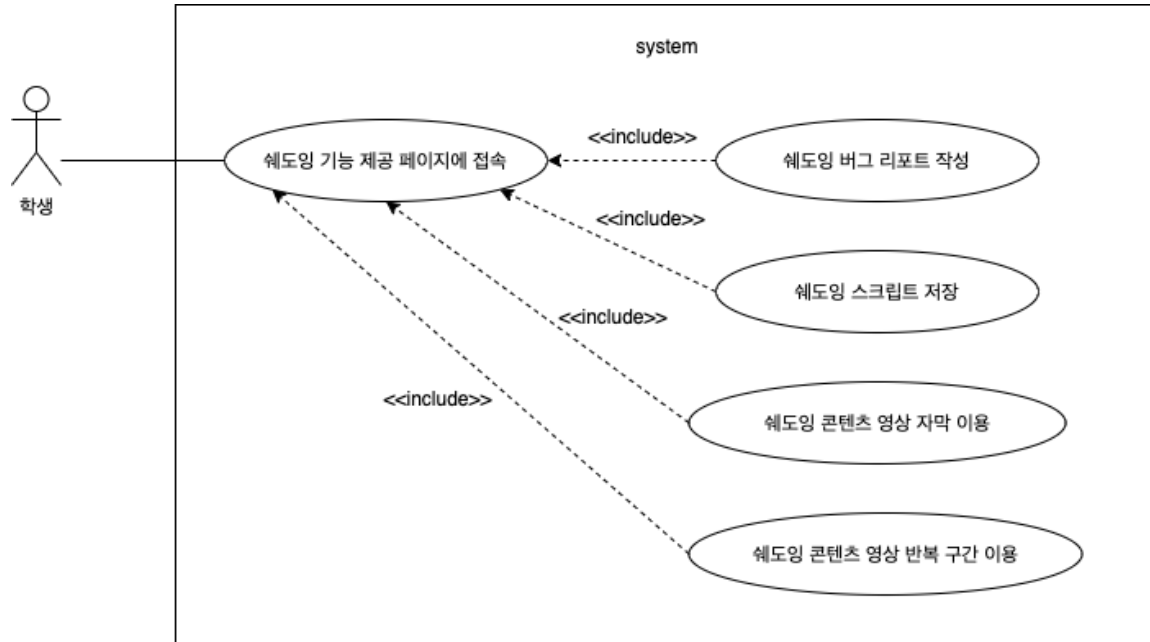 system
학생
쉐도잉 기능 제공 페이지에 접속
<<include>>
쉐도잉 버그 리포트 작성
<<include>>
쉐도잉 스크립트 저장
<<include>>
쉐도잉 콘텐츠 영상 자막 이용
<<include>>
쉐도잉 콘텐츠 영상 반복 구간 이용